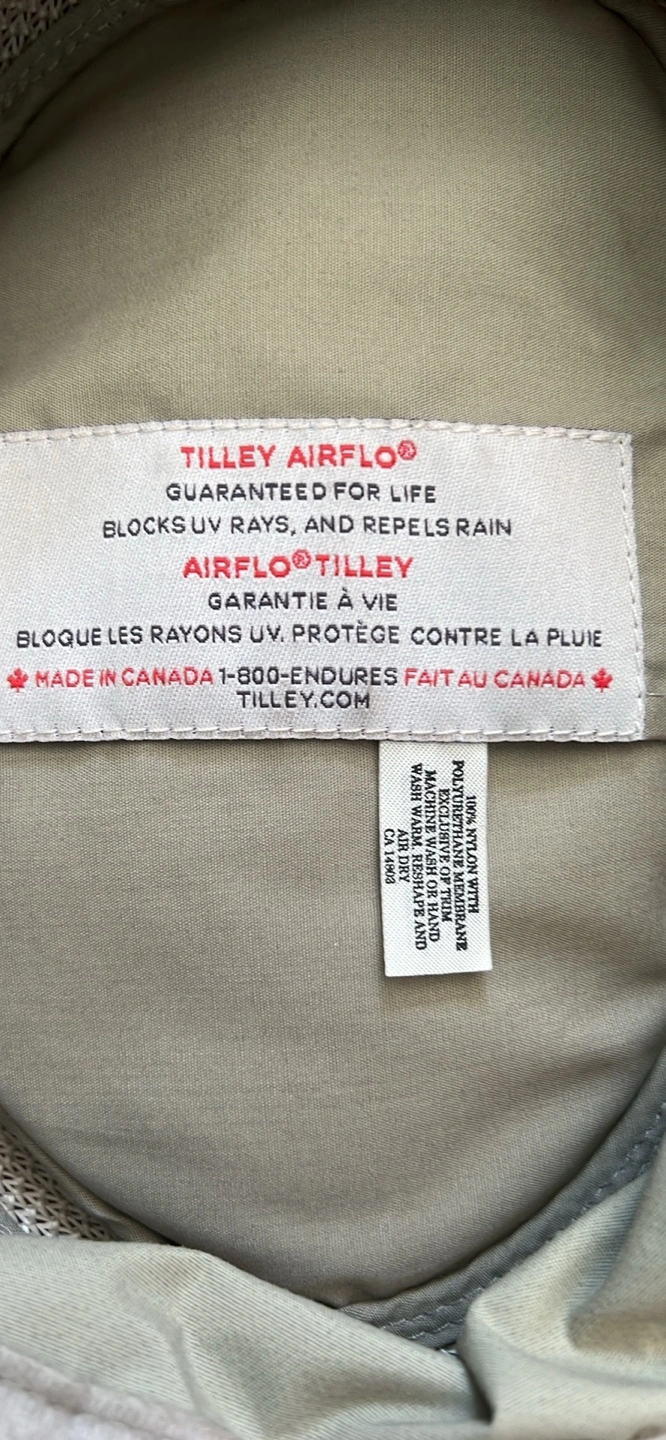 TILLEY AIRFLO®
GUARANTEED FOR LIFE
BLOCKS UV RAYS, AND REPELS RAIN
AIRFLO® TILLEY
GARANTIE À VIE
BLOQUE LES RAYONS UV. PROTÈGE CONTRE LA PLUIE
MADE IN CANADA 1-800-ENDURES FAIT AU CANADA
TILLEY.COM
100% NYLON WITH
POLYURETHANE MEMBRANE
EXCLUSIVE OF TRIM
MACHINE WASH OR HAND
WASH WARM RESHAPE AND
AIR DRY
CA 14903